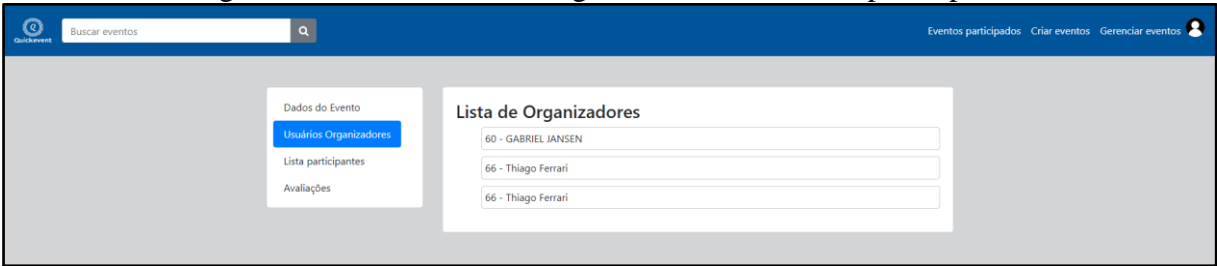 Quickevent
Buscar eventos
Eventos participados Criar eventos Gerenciar eventos
Dados do Evento
Usuários Organizadores
Lista participantes
Avaliações
Lista de Organizadores
60 - GABRIEL JANSEN
66 - Thiago Ferrari
66 - Thiago Ferrari